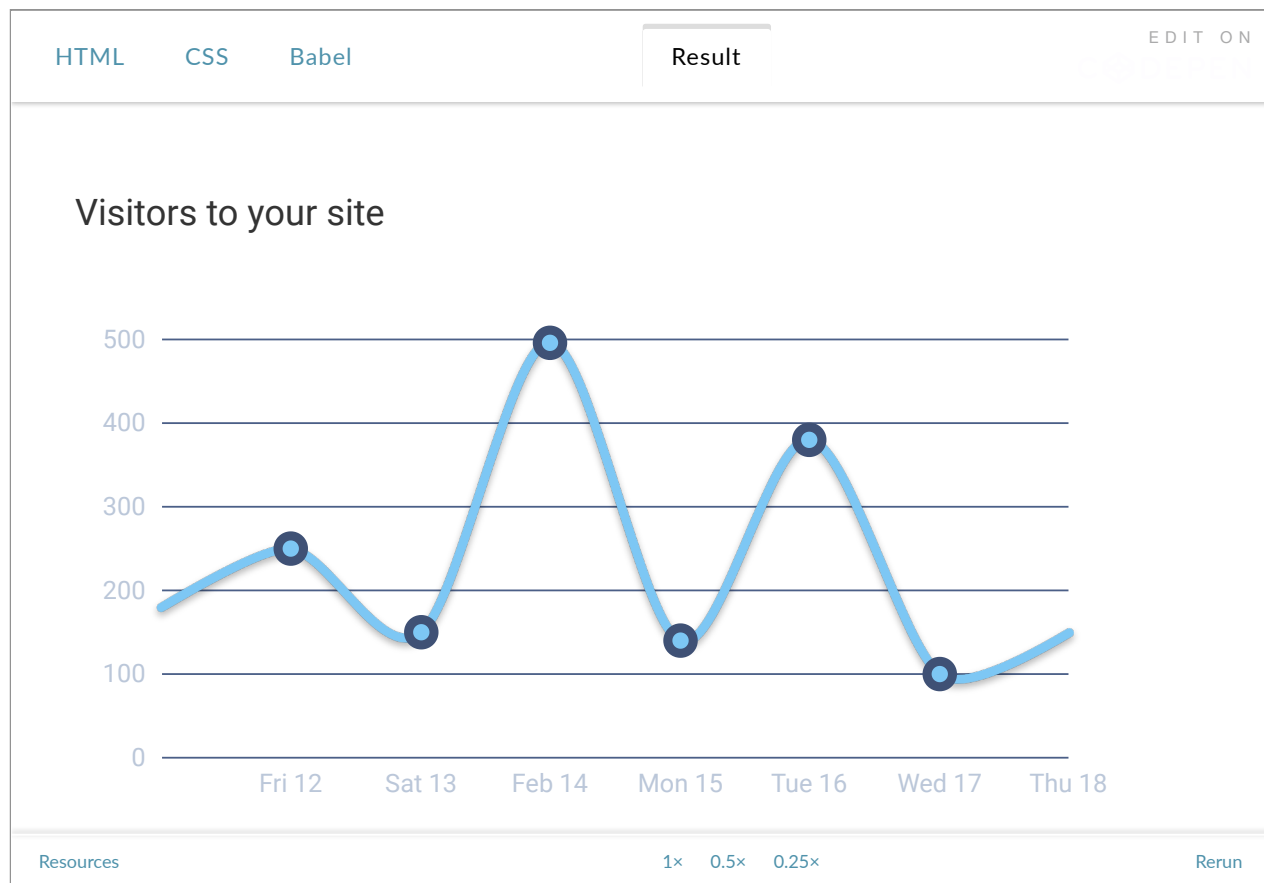 HTML CSS Babel Result EDIT ON
Visitors to your site
500
400
300
200
100
0
Fri 12 Sat 13 Feb 14 Mon 15 Tue 16 Wed 17 Thu 18
Resources 1× 0.5× 0.25× Rerun